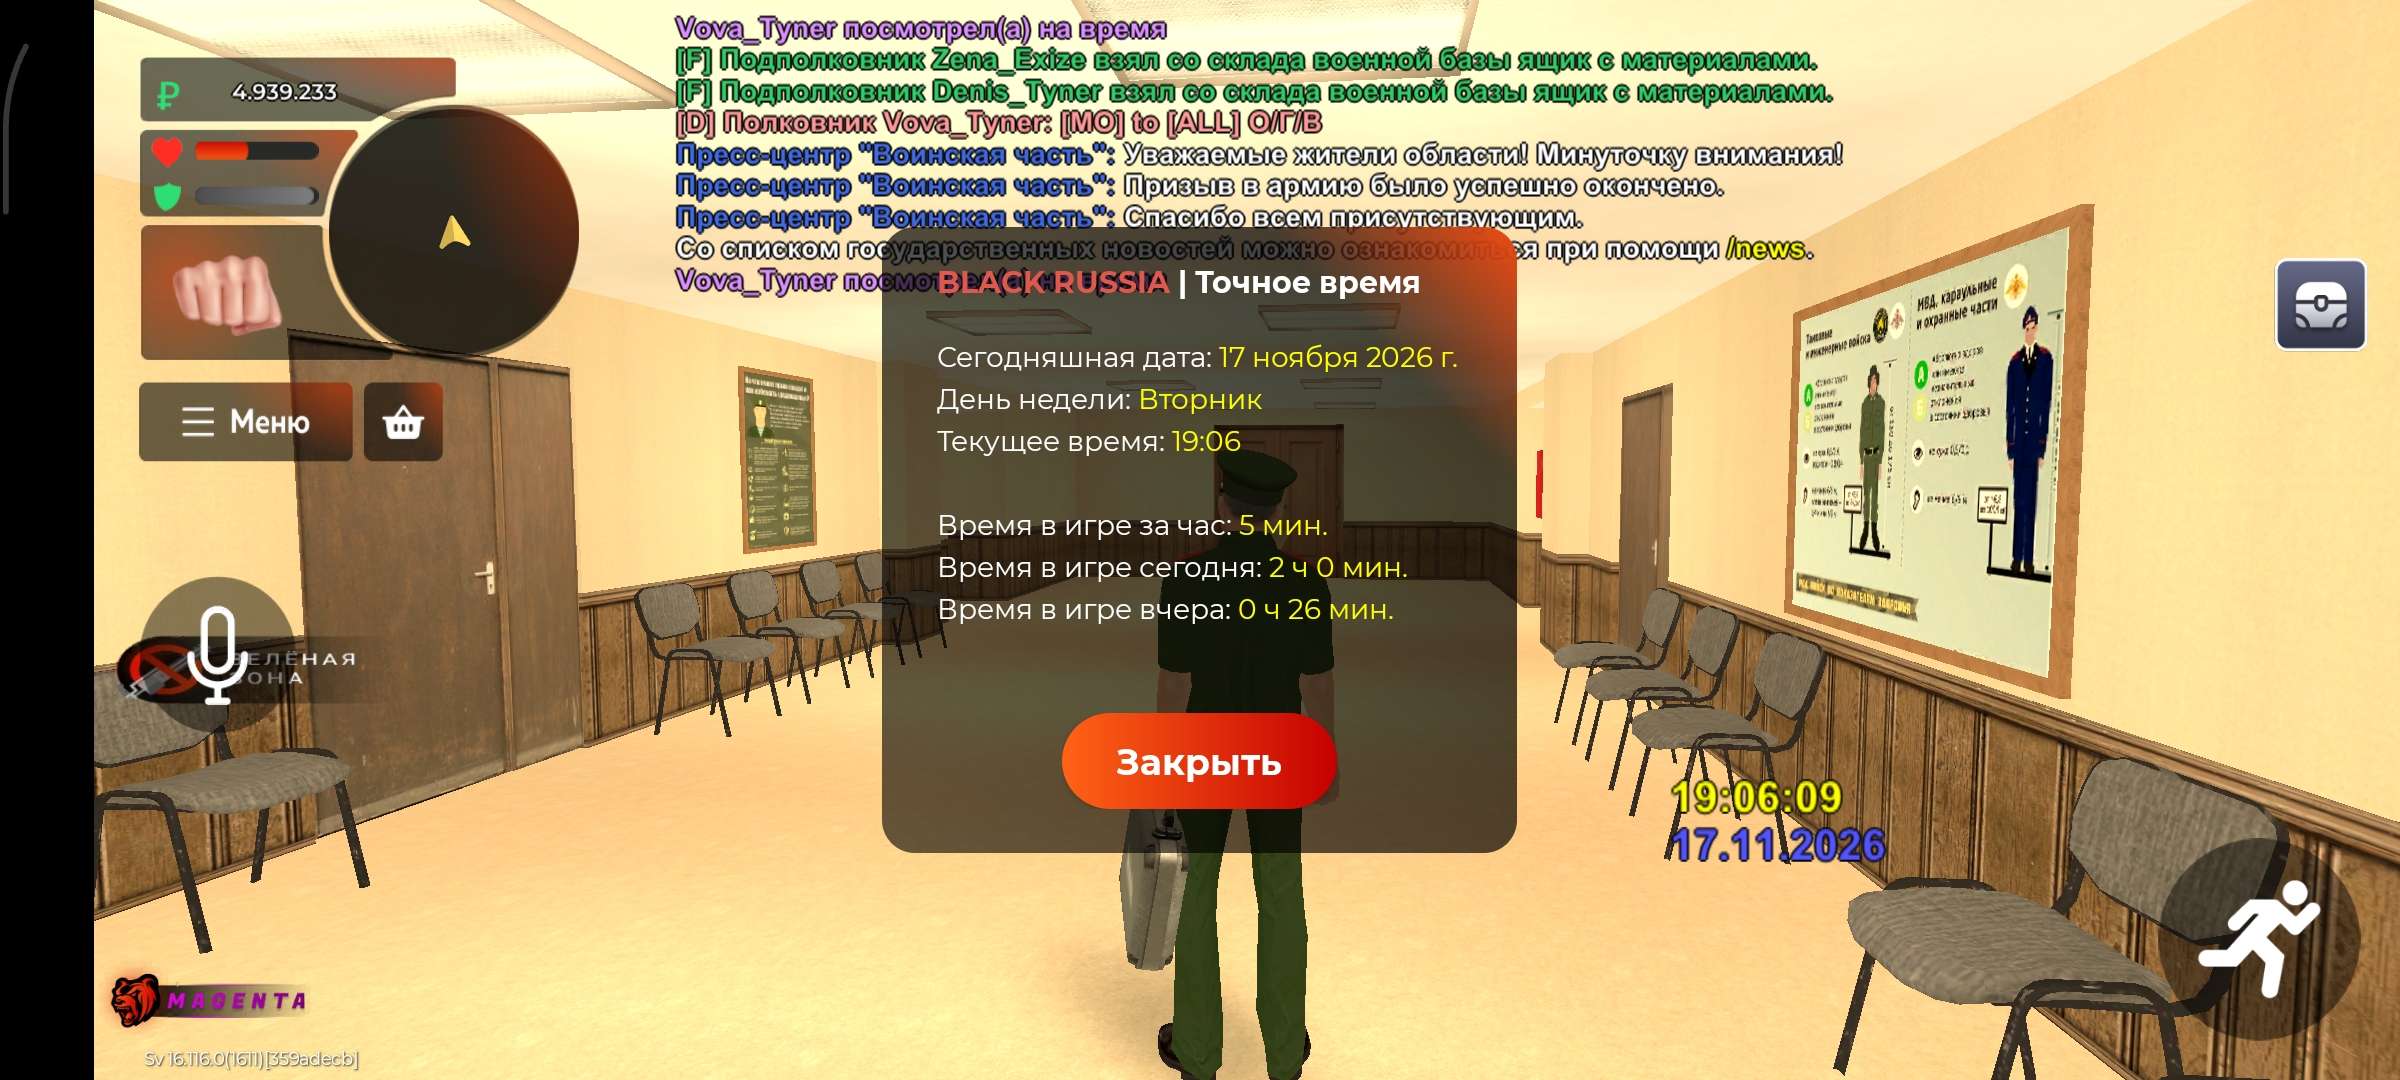 Vova_Tyner посмотрел(а) на время
[F] Подполковник Zena_Exize взял со склада военной базы ящик с материалами.
[F] Подполковник Denis_Tyner взял со склада военной базы ящик с материалами.
[D] Полковник Vova_Tyner: [MO] to [ALL] О/Г/В
Пресс-центр "Воинская часть": Уважаемые жители области! Минуточку внимания!
Пресс-центр "Воинская часть": Призыв в армию было успешно окончено.
Пресс-центр "Воинская часть": Спасибо всем присутствующим.
Со списком государственных новостей можно ознакомиться при помощи /news.
Vova_Tyner
4.939.233
Меню
BLACK RUSSIA | Точное время
Сегодняшная дата: 17 ноября 2026 г.
День недели: Вторник
Текущее время: 19:06
Время в игре за час: 5 мин.
Время в игре сегодня: 2 ч 0 мин.
Время в игре вчера: 0 ч 26 мин.
Закрыть
МВД, караульные
и охранные части
Танковые
и инженерные войска
19:06:09
17.11.2026
MAGENTA
Sv 16.116.0(1611)[359adecb]